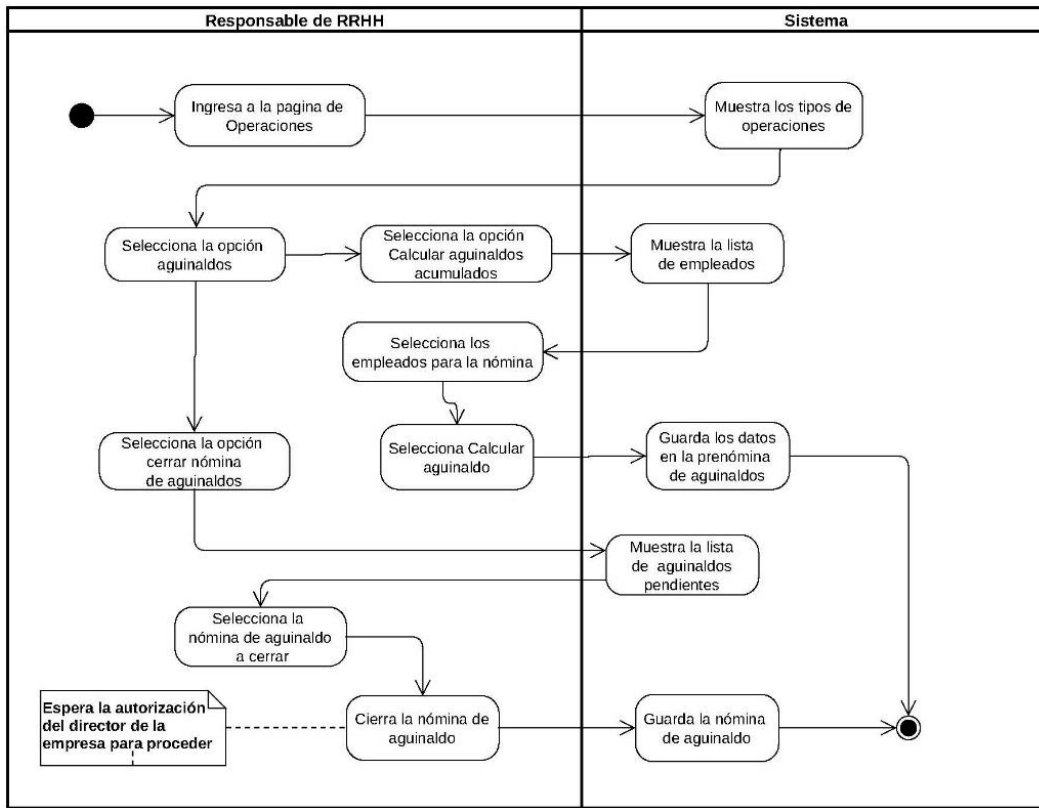 Responsable de RRHH
Sistema
Ingresa a la pagina de
Operaciones
Muestra los tipos de
operaciones
Selecciona la opción
aguinaldos
Selecciona la opción
Calcular aguinaldos
acumulados
Muestra la lista
de empleados
Selecciona los
empleados para la nómina
Selecciona la opción
cerrar nómina
de aguinaldos
Selecciona Calcular
aguinaldo
Guarda los datos
en la prenómina
de aguinaldos
Muestra la lista
de aguinaldos
pendientes
Selecciona la
nómina de aguinaldo
a cerrar
Espera la autorización
del director de la
empresa para proceder
Cierra la nómina de
aguinaldo
Guarda la nómina
de aguinaldo